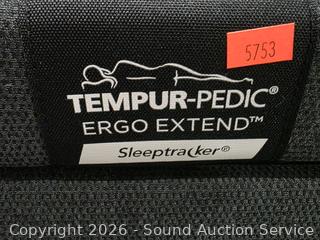 5753
TEMPUR-PEDIC®
ERGO EXTEND™
Sleeptracker®
Copyright 2026 - Sound Auction Service